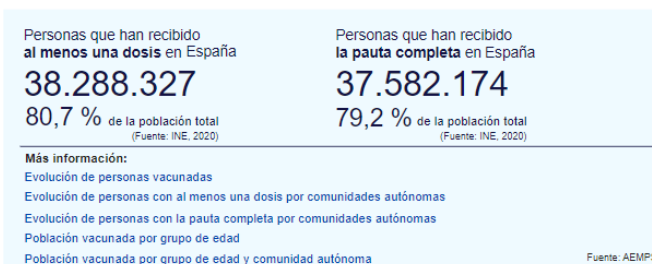 Personas que han recibido
al menos una dosis en España
38.288.327
80,7 % de la población total
(Fuente: INE, 2020)
Personas que han recibido
la pauta completa en España
37.582.174
79,2 % de la población total
(Fuente: INE, 2020)
Más información:
Evolución de personas vacunadas
Evolución de personas con al menos una dosis por comunidades autónomas
Evolución de personas con la pauta completa por comunidades autónomas
Población vacunada por grupo de edad
Población vacunada por grupo de edad y comunidad autónoma
Fuente: AEMPS